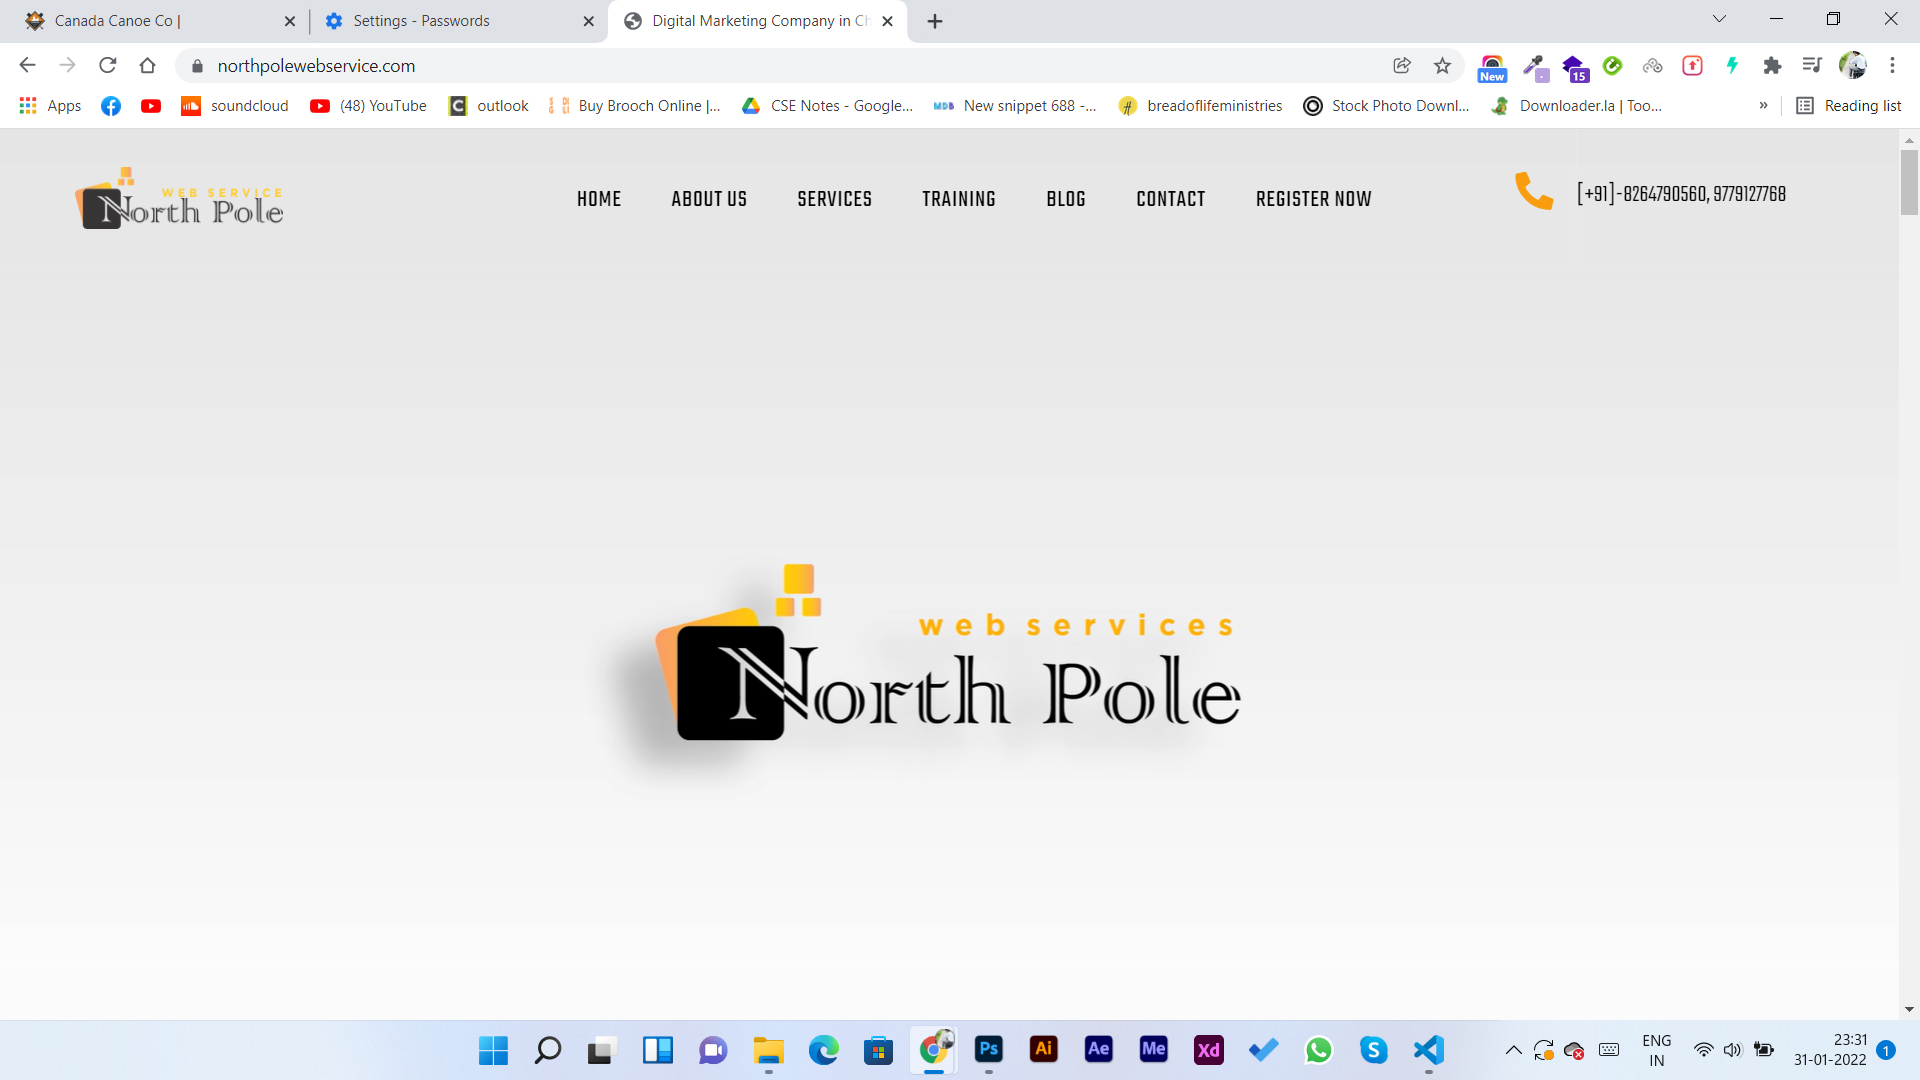 Canada Canoe Co |
Settings - Passwords
Digital Marketing Company in Ch
northpolewebservice.com
New
15
Apps
soundcloud
(48) YouTube
outlook
Buy Brooch Online |...
CSE Notes - Google...
MDB
New snippet 688 -...
breadoflifeministries
Stock Photo Downl...
Downloader.la | Too...
»
Reading list
WEB SERVICE
North Pole
HOME
ABOUT US
SERVICES
TRAINING
BLOG
CONTACT
REGISTER NOW
[+91]-8264790560, 9779127768
web services
North Pole
Ps
Ai
Ae
Me
Xd
ENG
IN
23:31
31-01-2022
1